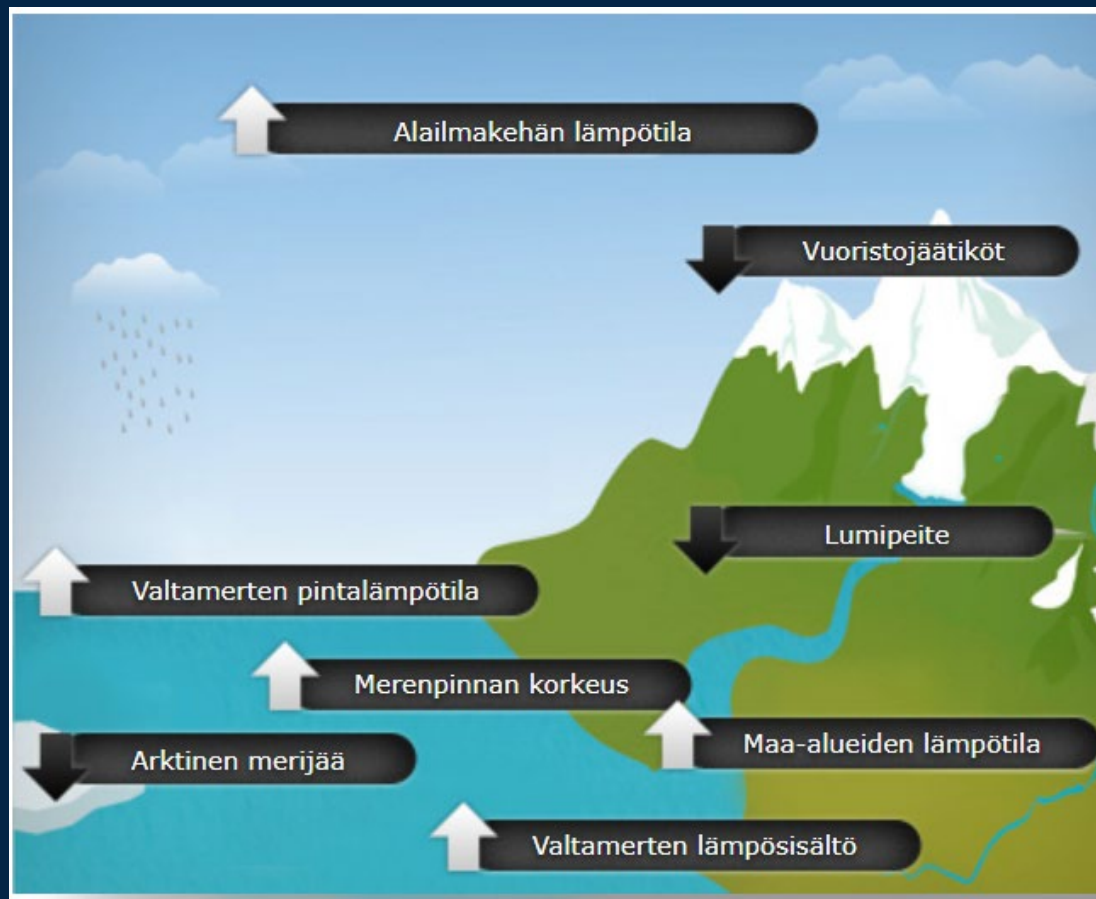 Alailmakehän lämpötila
Vuoristojäätiköt
Lumipeite
Valtamerten pintalämpötila
Merenpinnan korkeus
Maa-alueiden lämpötila
Arktinen merijää
Valtamerten lämpösisältö